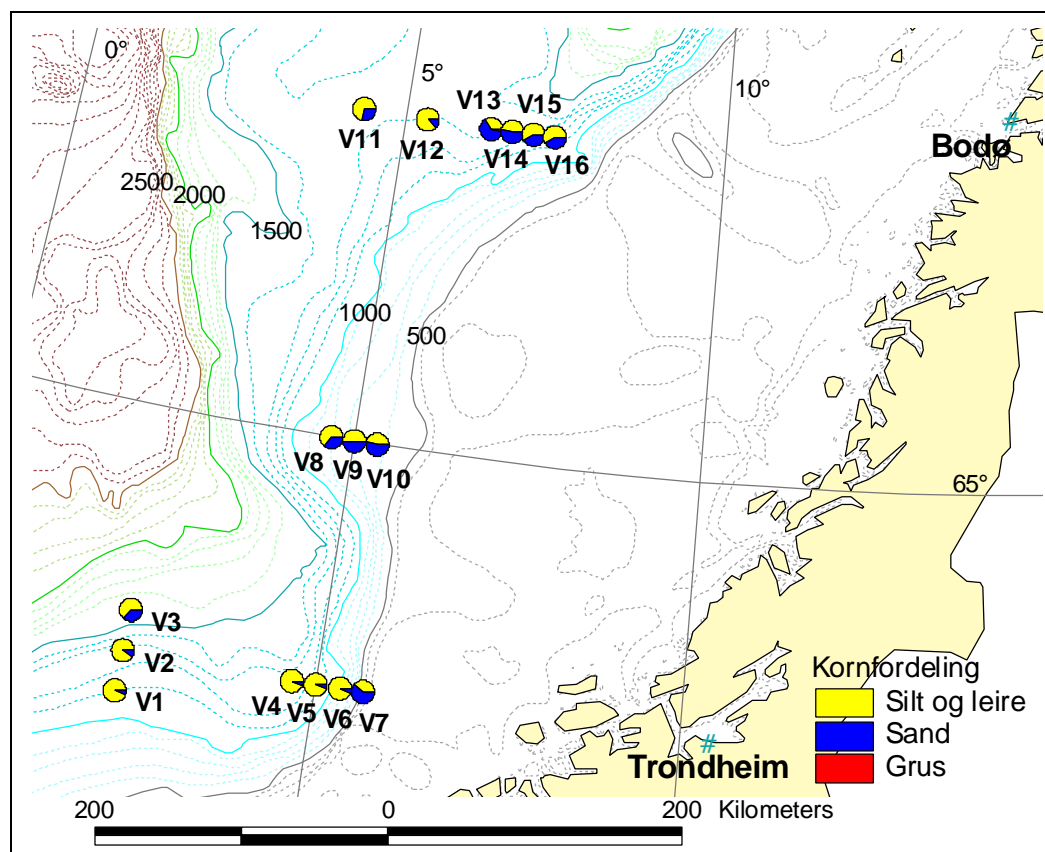 0°
5°
10°
V13
V15
V11
V12
V14
V16
#
Bodø
2500
2000
1500
1000
500
V8
V9
V10
65°
V3
V2
V1
V4
V5
V6
V7
Kornfordeling
Silt og leire
Sand
Grus
#
Trondheim
200 0 200 Kilometers